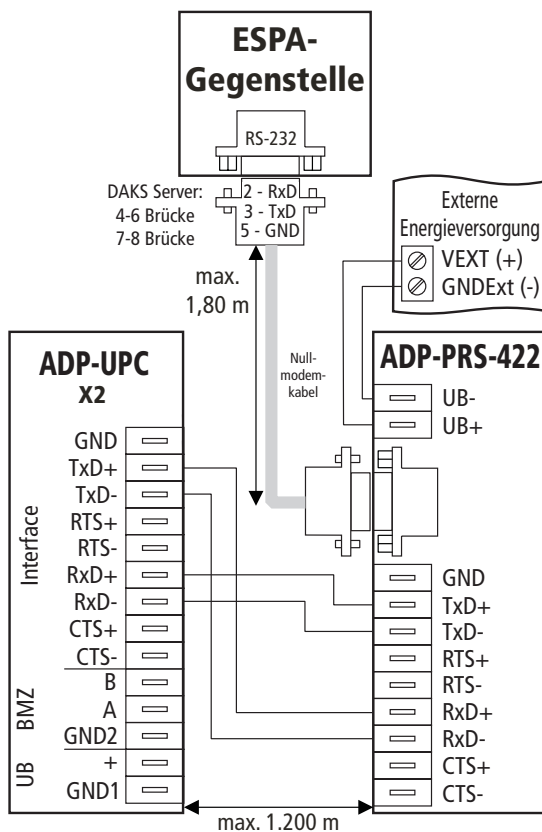 ESPA-
Gegenstelle
RS-232
DAKS Server:
4-6 Brücke
7-8 Brücke
2 - RxD
3 - TxD
5 - GND
Externe
Energieversorgung
VEXT (+)
GNDExt (-)
max.
1,80 m
Null-
modem-
kabel
ADP-UPC
X2
Interface
GND
TxD+
TxD-
RTS+
RTS-
RxD+
RxD-
CTS+
CTS-
BMZ
B
A
GND2
UB
+
GND1
ADP-PRS-422
UB-
UB+
GND
TxD+
TxD-
RTS+
RTS-
RxD+
RxD-
CTS+
CTS-
max. 1.200 m